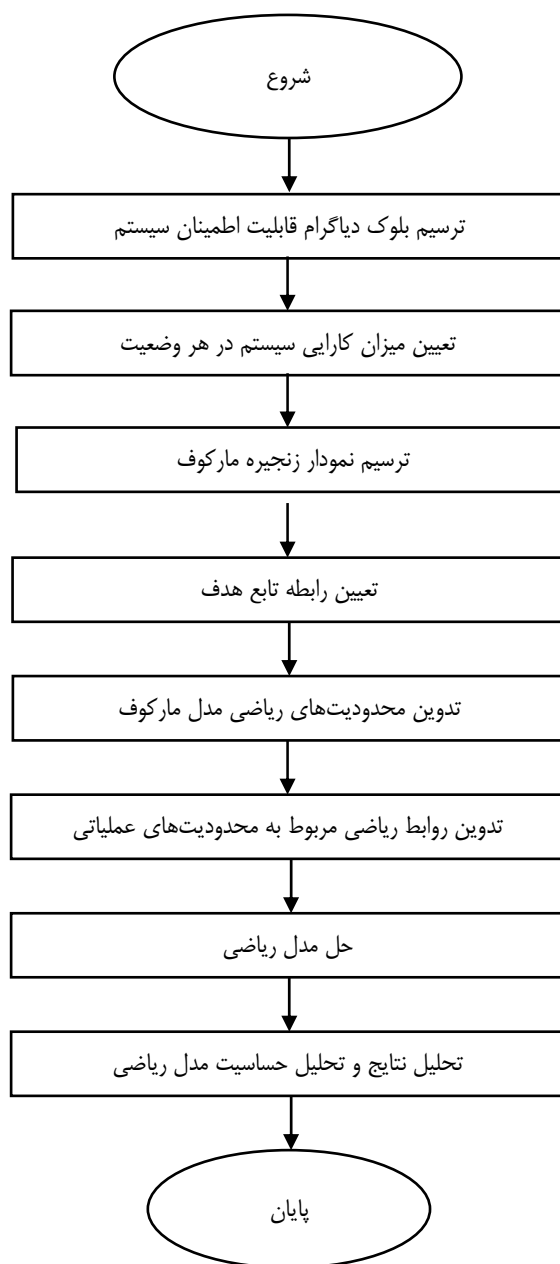 شروع
ترسیم بلوک دیاگرام قابلیت اطمینان سیستم
تعیین میزان کارایی سیستم در هر وضعیت
ترسیم نمودار زنجیره مارکوف
تعیین رابطه تابع هدف
تدوین محدودیت‌های ریاضی مدل مارکوف
تدوین روابط ریاضی مربوط به محدودیت‌های عملیاتی
حل مدل ریاضی
تحلیل نتایج و تحلیل حساسیت مدل ریاضی
پایان